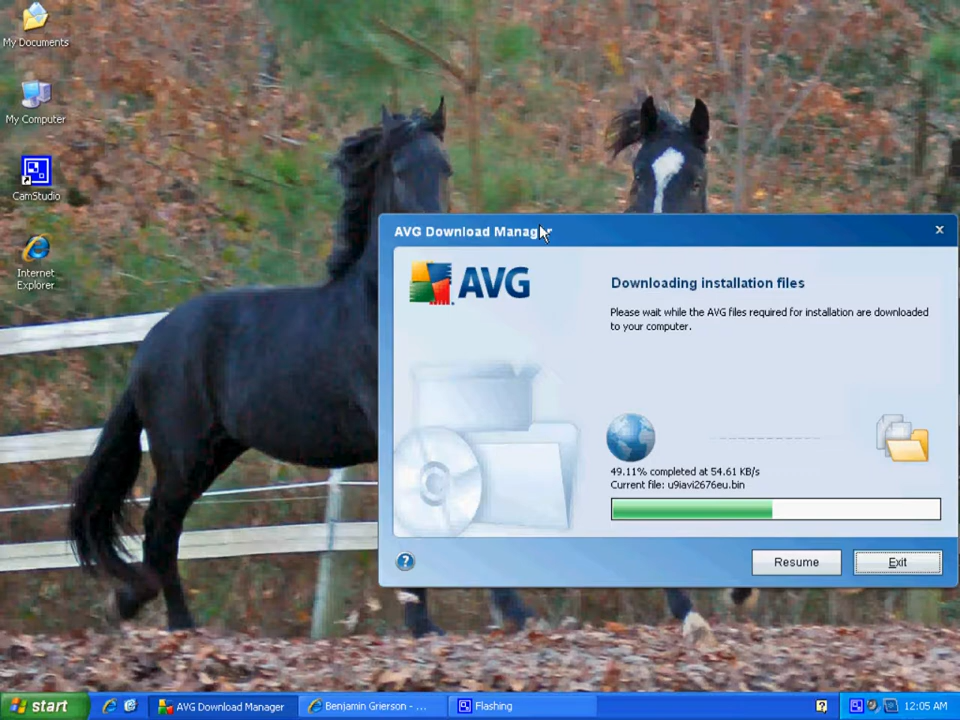 My Documents
My Computer
CamStudio
Internet
Explorer
AVG Download Manager
AVG
Downloading installation files
Please wait while the AVG files required for installation are downloaded
to your computer.
49.11% completed at 54.61 KB/s
Current file: u9iavi2676eu.bin
?
Resume
Exit
start
AVG Download Manager
Benjamin Grierson - ...
Flashing
?
12:05 AM